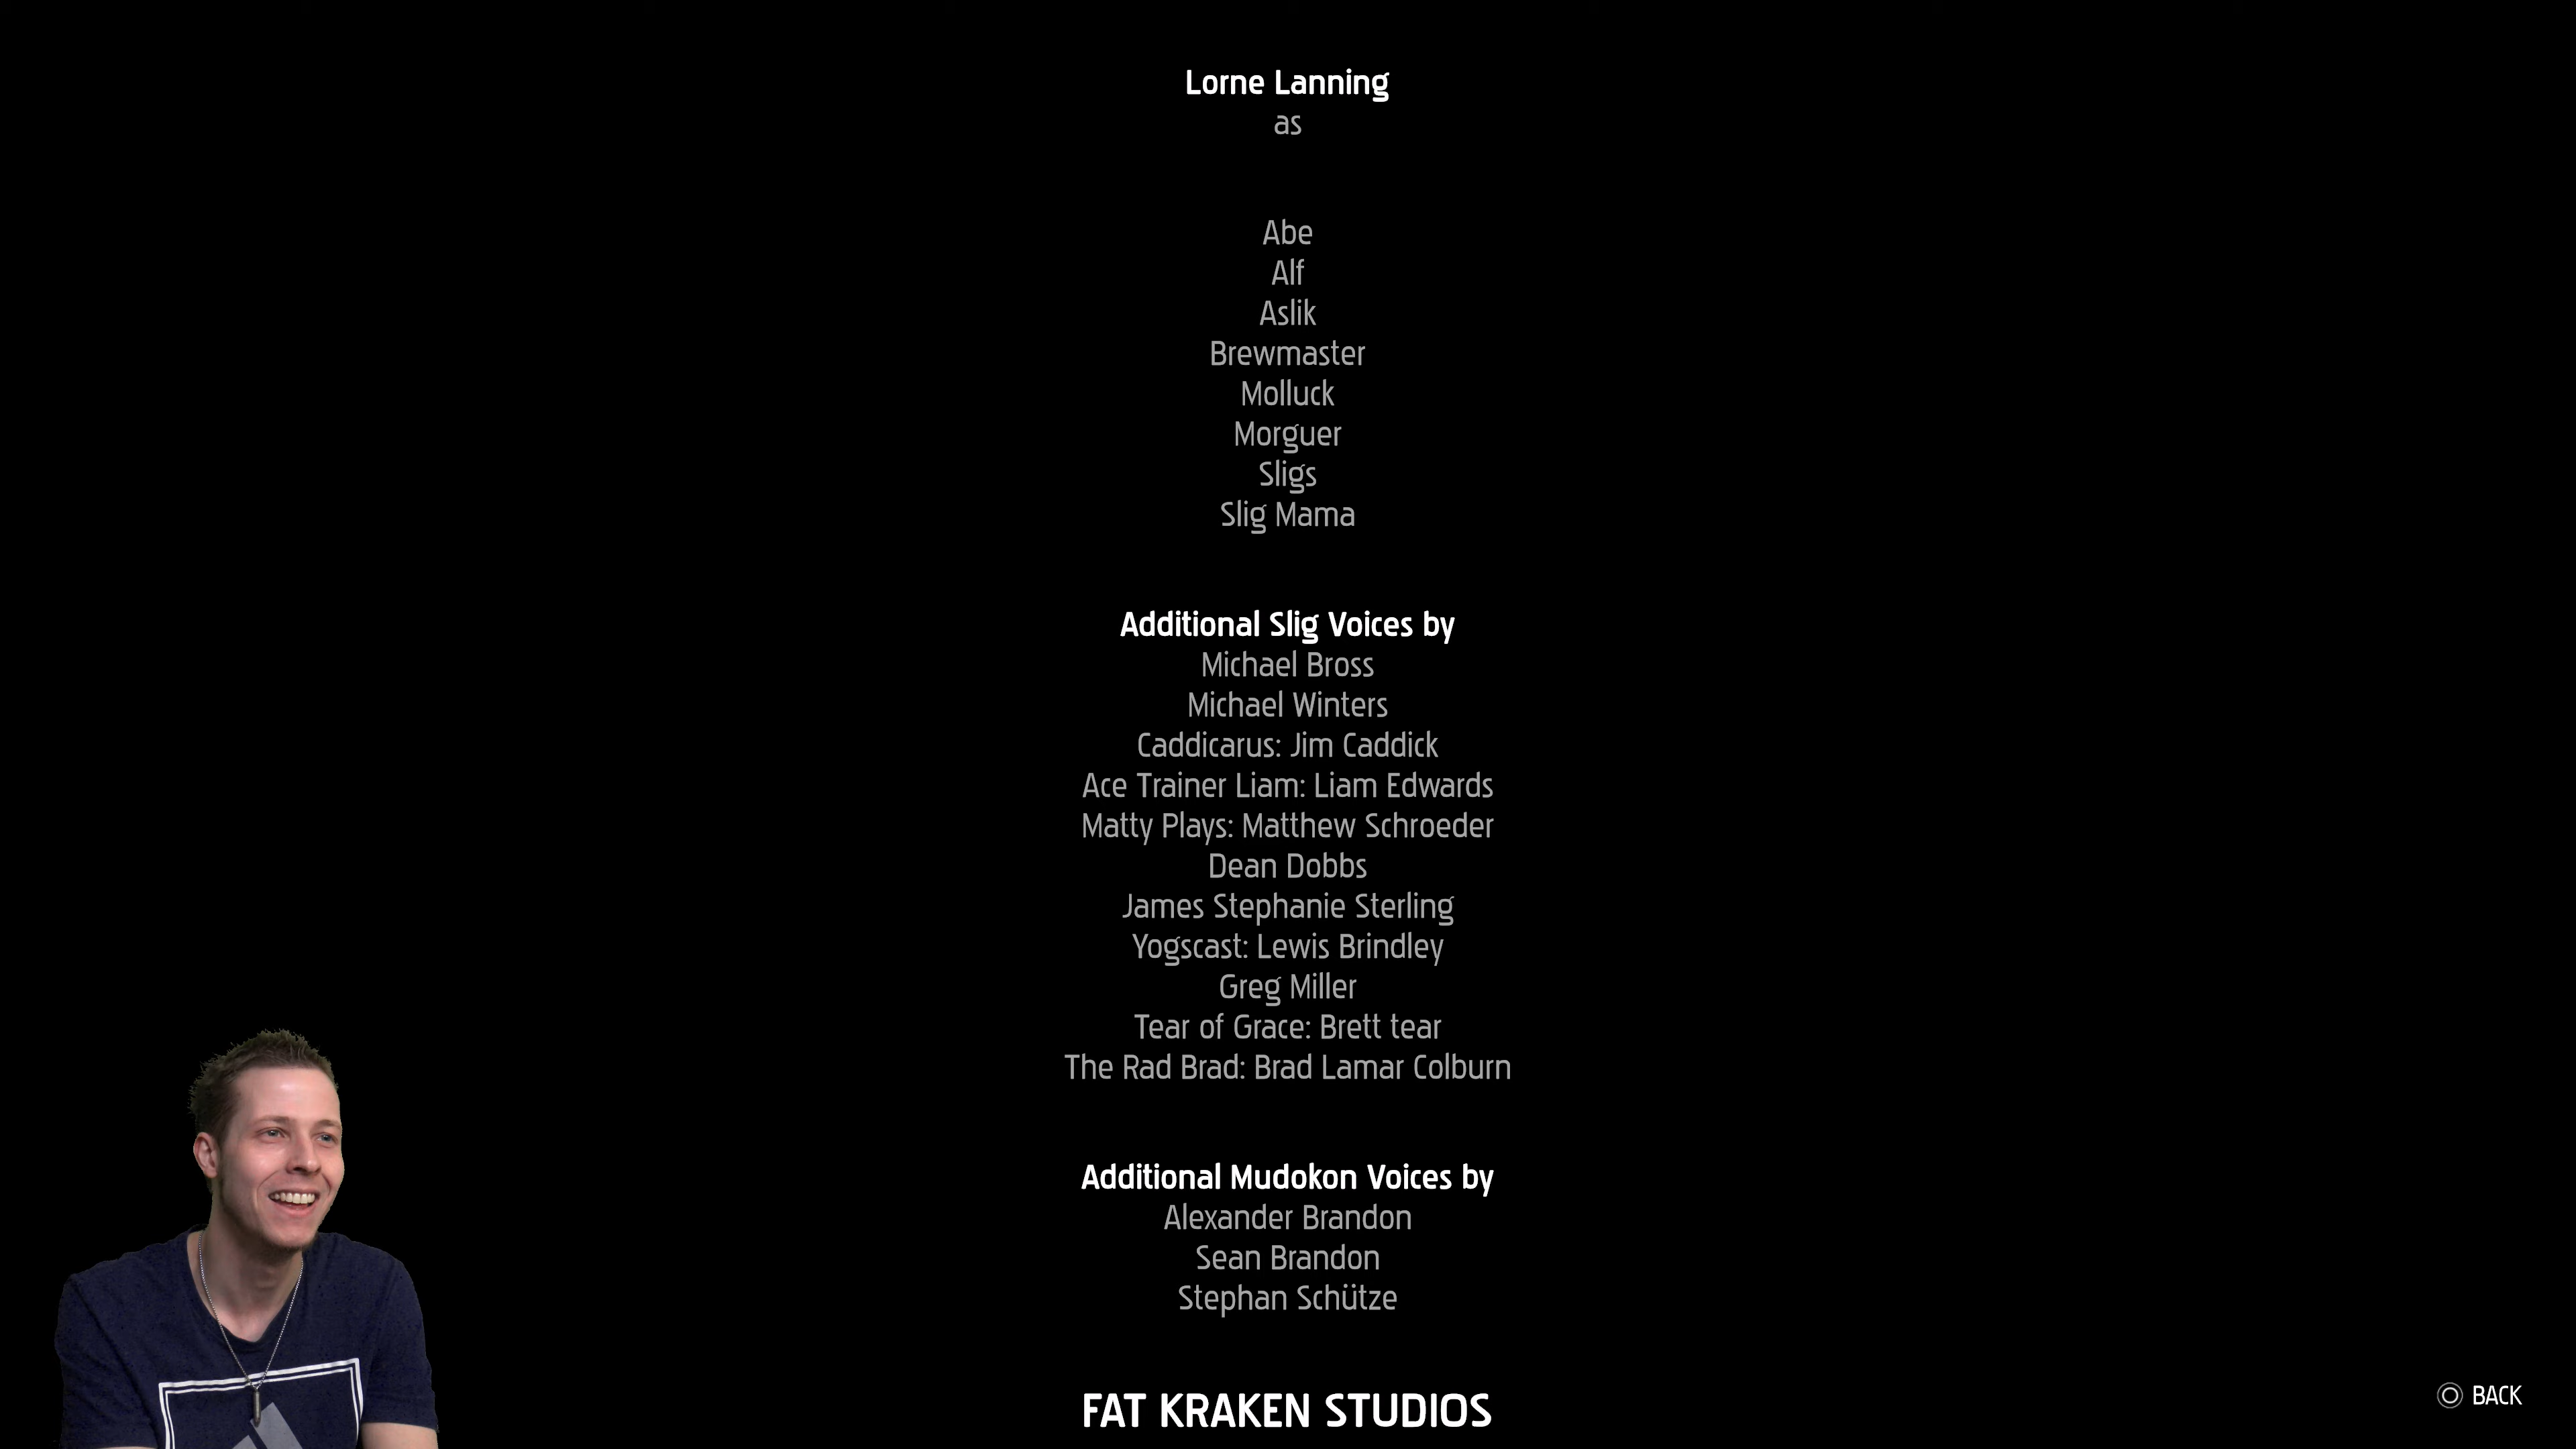 Lorne Lanning
as
Abe
Alf
Aslik
Brewmaster
Molluck
Morguer
Sligs
Slig Mama
Additional Slig Voices by
Michael Bross
Michael Winters
Caddicarus: Jim Caddick
Ace Trainer Liam: Liam Edwards
Matty Plays: Matthew Schroeder
Dean Dobbs
James Stephanie Sterling
Yogscast: Lewis Brindley
Greg Miller
Tear of Grace: Brett tear
The Rad Brad: Brad Lamar Colburn
Additional Mudokon Voices by
Alexander Brandon
Sean Brandon
Stephan Schütze
FAT KRAKEN STUDIOS
BACK